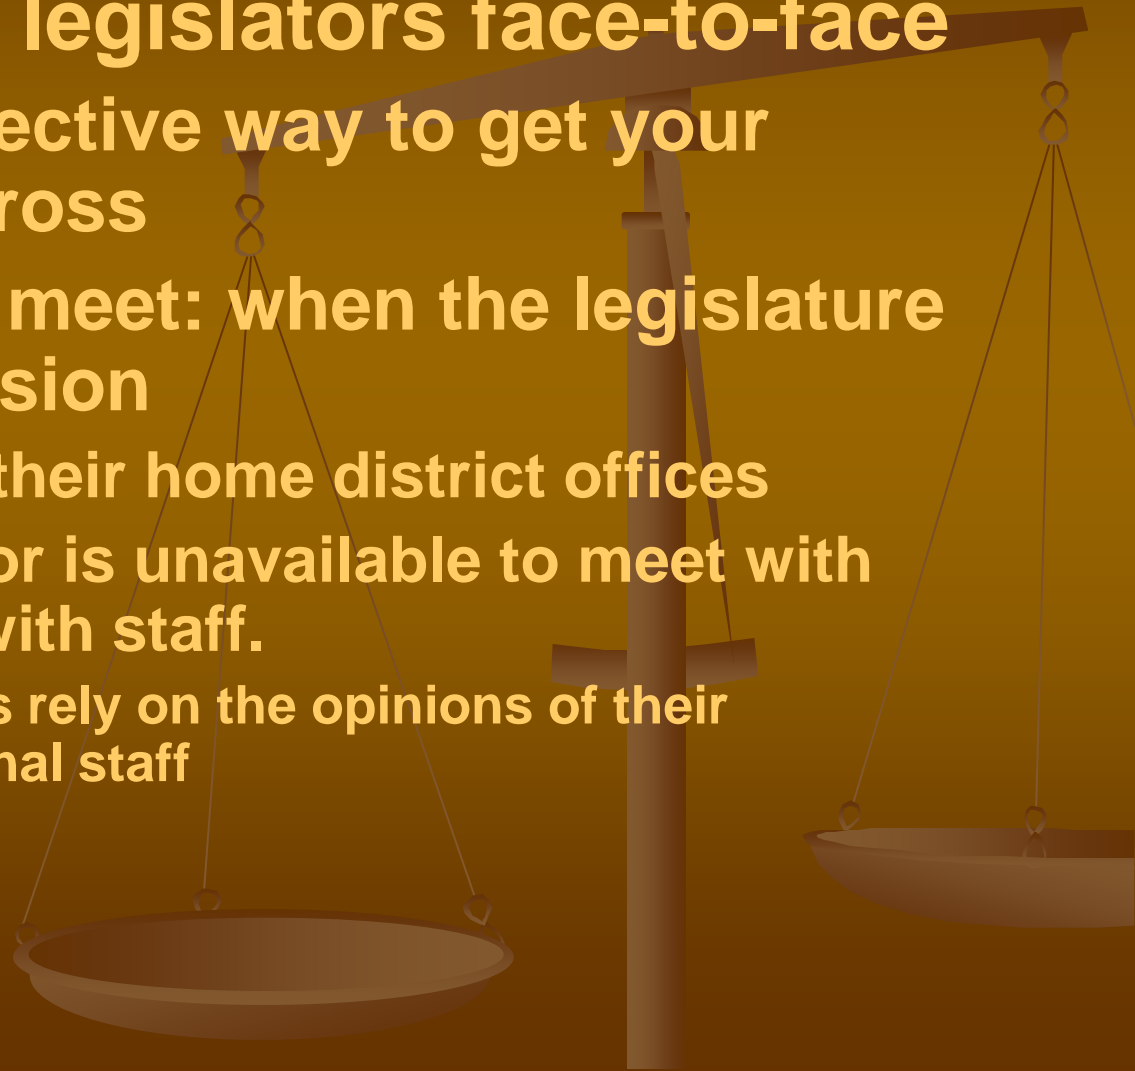 legislators face-to-face
ective way to get your
ross
meet: when the legislature
sion
their home district offices
or is unavailable to meet with
with staff.
s rely on the opinions of their
nal staff